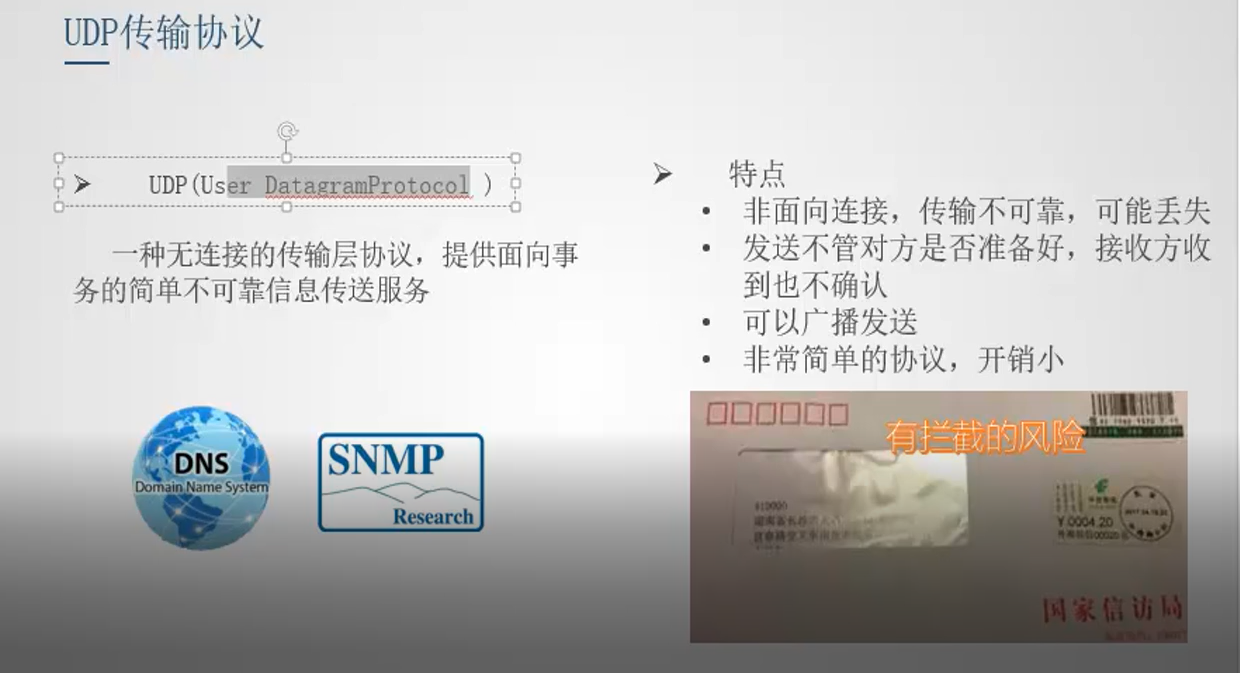 UDP传输协议
➢ UDP(User DatagramProtocol )
一种无连接的传输层协议，提供面向事
务的简单不可靠信息传送服务
DNS
Domain Name System
SNMP
Research
➢ 特点
• 非面向连接，传输不可靠，可能丢失
• 发送不管对方是否准备好，接收方收
到也不确认
• 可以广播发送
• 非常简单的协议，开销小
有拦截的风险
¥.0004.20
国家信访局